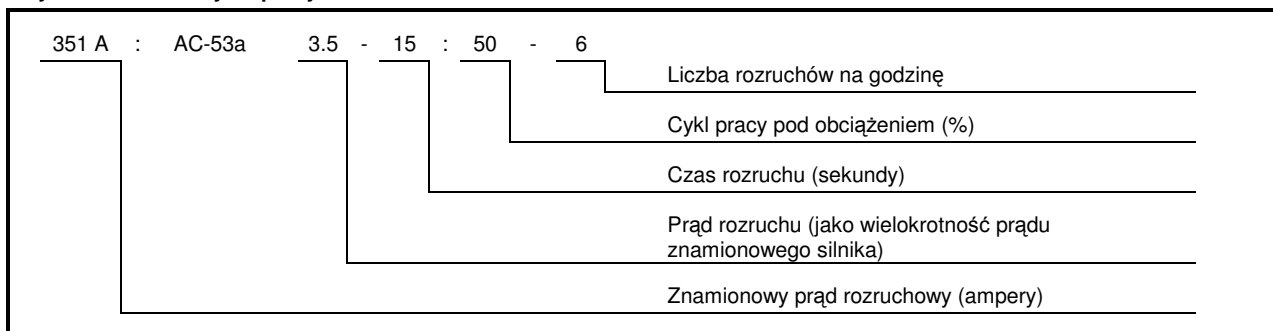 351 A : AC-53a 3.5 - 15 : 50 - 6
Liczba rozruchów na godzinę
Cykl pracy pod obciążeniem (%)
Czas rozruchu (sekundy)
Prąd rozruchu (jako wielokrotność prądu
znamionowego silnika)
Znamionowy prąd rozruchowy (ampery)